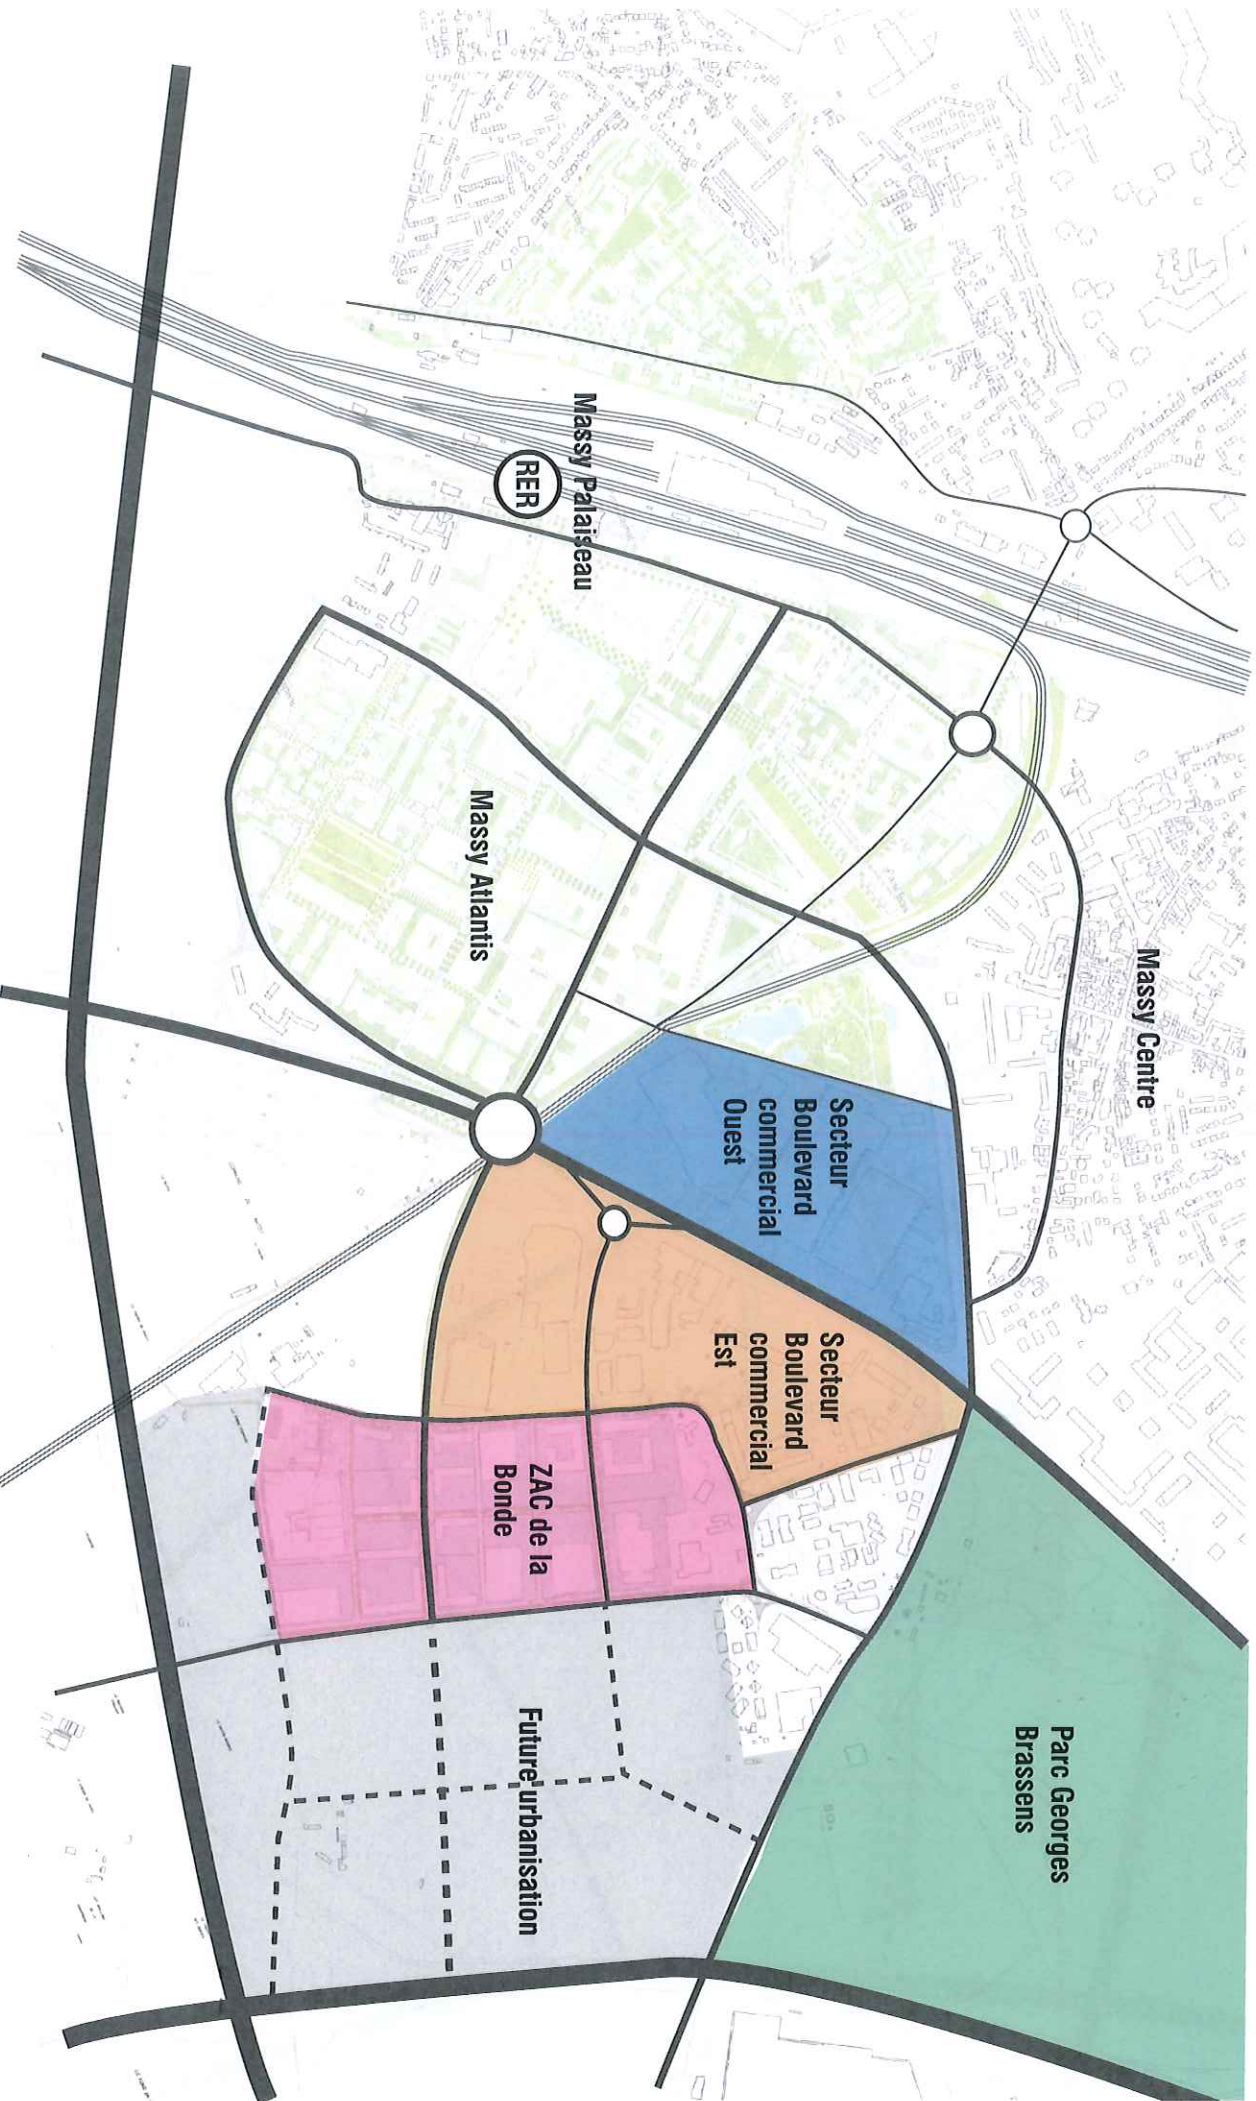 Massy Centre
Massy Palaiseau
RER
Massy Atlantis
Secteur
Boulevard
commercial
Ouest
Secteur
Boulevard
commercial
Est
ZAC de la
Bonde
Parc Georges
Brassens
Future urbanisation